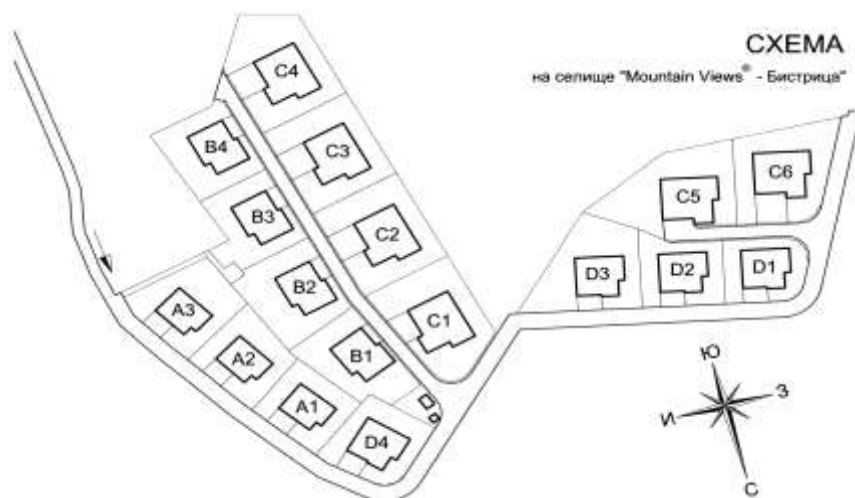 СХЕМА
на селище "Mountain Views® - Бистрица"
C4
B4
C3
C6
C5
B3
C2
D3
D2
D1
B2
A3
C1
A2
B1
A1
D4
Ю
З
И
С